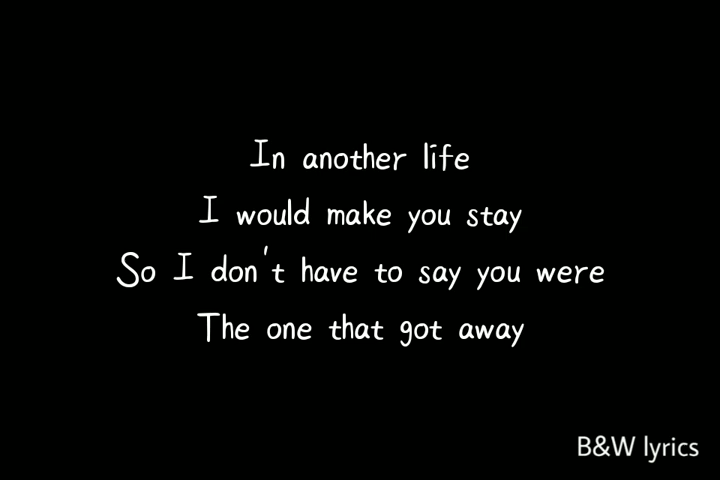 In another life
I would make you stay
So I don't have to say you were
The one that got away
B&W lyrics